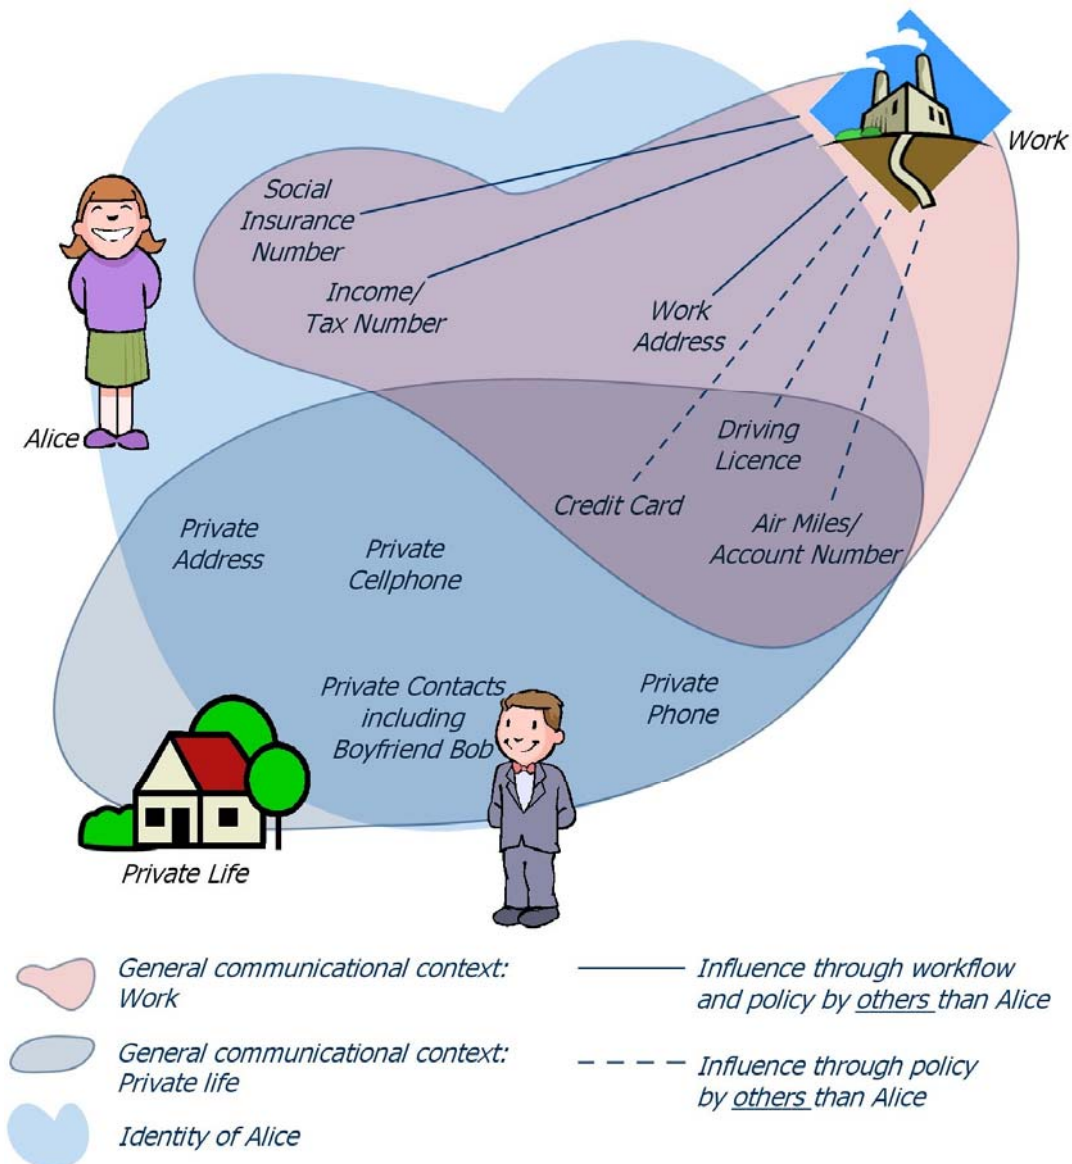 Work
Social
Insurance
Number
Income/
Tax Number
Work
Address
Alice
Driving
Licence
Credit Card
Air Miles/
Account Number
Private
Address
Private
Cellphone
Private Contacts
including
Boyfriend Bob
Private
Phone
Private Life
General communicational context:
Work
General communicational context:
Private life
Identity of Alice
Influence through workflow
and policy by others than Alice
Influence through policy
by others than Alice